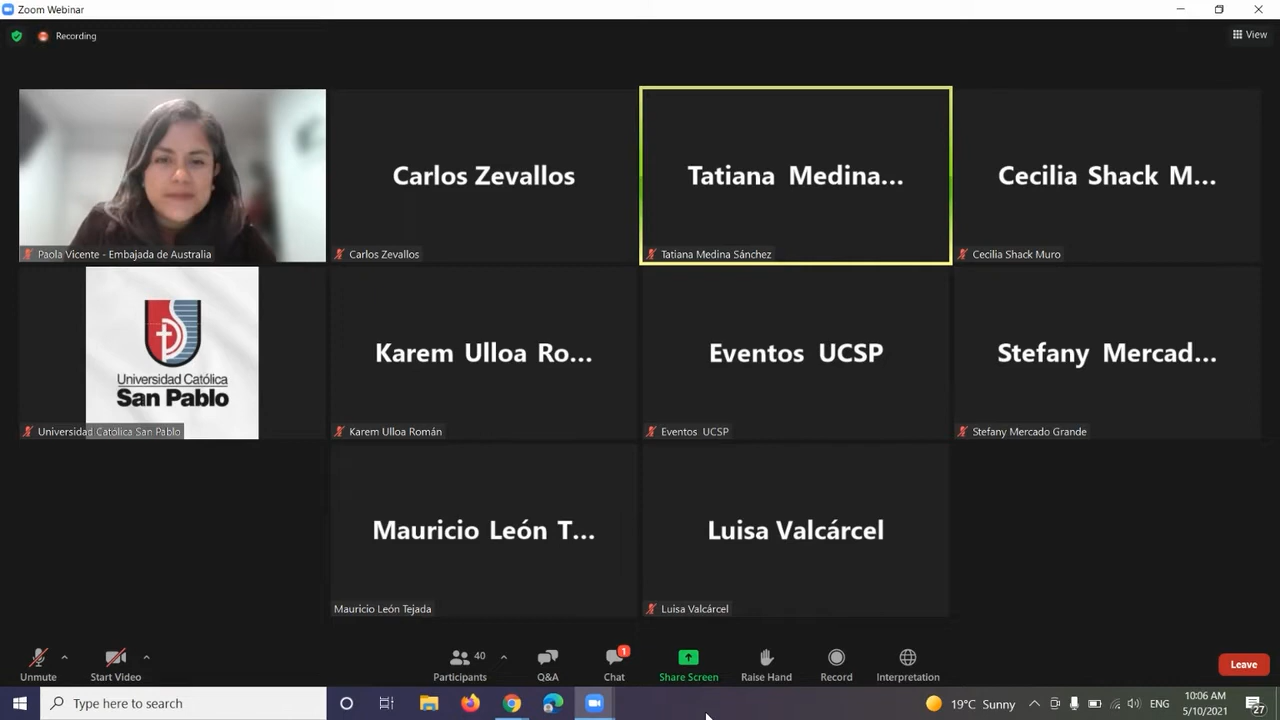 Zoom Webinar
Recording
View
Paola Vicente - Embajada de Australia
Carlos Zevallos
Carlos Zevallos
Tatiana Medina...
Tatiana Medina Sánchez
Cecilia Shack M...
Cecilia Shack Muro
Universidad Católica
San Pablo
Universidad Católica San Pablo
Karem Ulloa Ro...
Karem Ulloa Román
Eventos UCSP
Eventos UCSP
Stefany Mercad...
Stefany Mercado Grande
Mauricio León T...
Mauricio León Tejada
Luisa Valcárcel
Luisa Valcárcel
Unmute
Start Video
40
Participants
Q&A
1
Chat
Share Screen
Raise Hand
Record
Interpretation
Leave
Type here to search
19°C Sunny
ENG
10:06 AM
5/10/2021
27